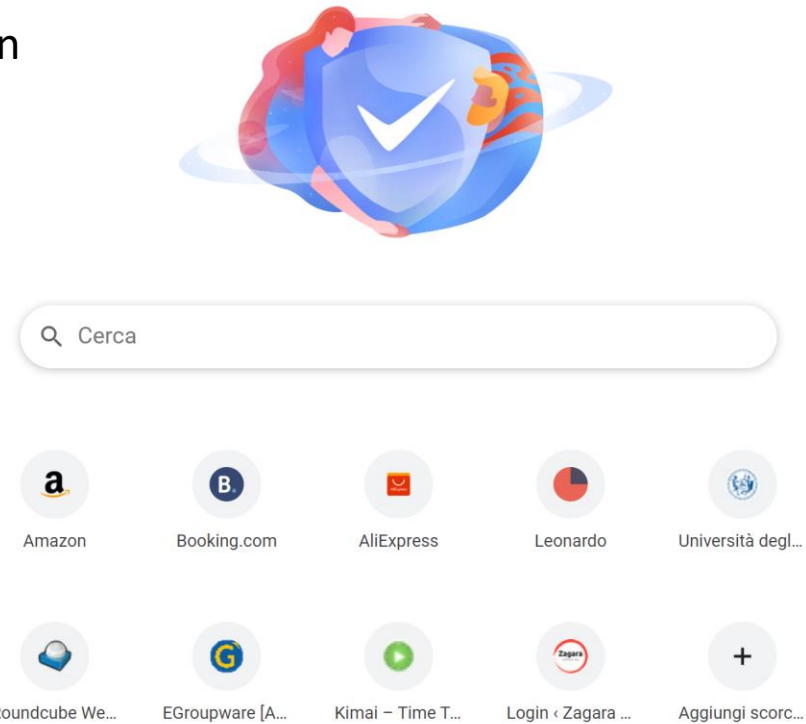 n
Cerca
Amazon
Booking.com
AliExpress
Leonardo
Università degl...
oundcube We...
EGroupware [A...
Kimai – Time T...
Login ‹ Zagara ...
Aggiungi scorc...